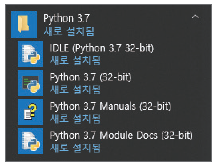 Python 3.7
새로 설치됨
IDLE (Python 3.7 32-bit)
새로 설치됨
Python 3.7 (32-bit)
새로 설치됨
Python 3.7 Manuals (32-bit)
새로 설치됨
Python 3.7 Module Docs (32-bit)
새로 설치됨